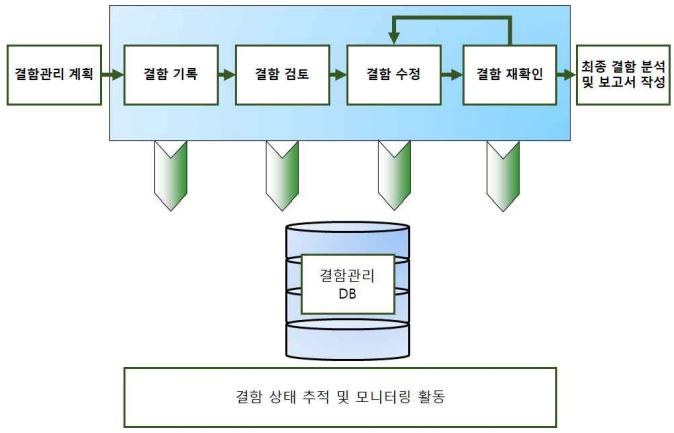 결함관리 계획
결함 기록
결함 검토
결함 수정
결함 재확인
최종 결함 분석
및 보고서 작성
결함관리
DB
결함 상태 추적 및 모니터링 활동